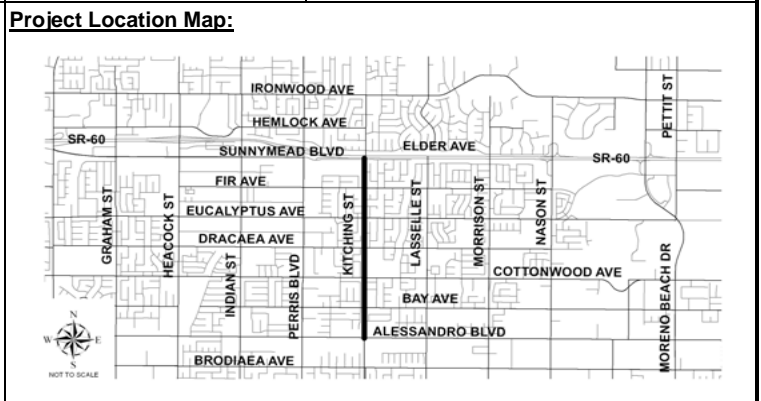 Project Location Map:
IRONWOOD AVE
PETTIT ST
HEMLOCK AVE
SR-60
ELDER AVE
SUNNYMEAD BLVD
SR-60
FIR AVE
EUCALYPTUS AVE
DRACAEA AVE
GRAHAM ST
HEACOCK ST
INDIAN ST
PERRIS BLVD
KITCHING ST
LASSELLE ST
MORRISON ST
NASON ST
COTTONWOOD AVE
MORENO BEACH DR
BAY AVE
ALESSANDRO BLVD
BRODIAEA AVE
N
W E
S
NOT TO SCALE